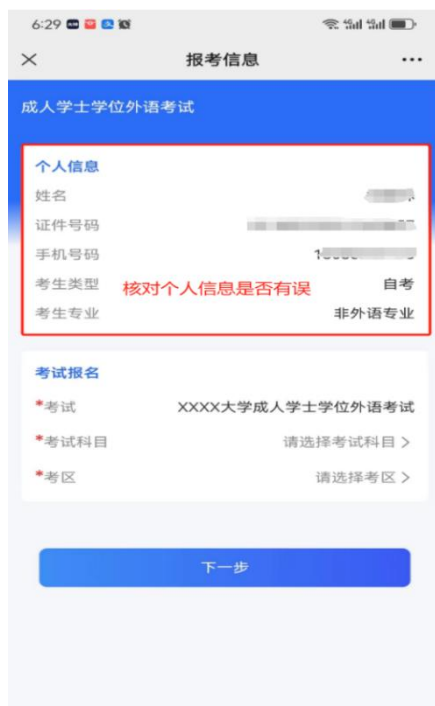 6:29
报考信息
成人学士学位外语考试
个人信息
姓名
证件号码
手机号码
考生类型 自考
核对个人信息是否有误
考生专业 非外语专业
考试报名
*考试 XXXX大学成人学士学位外语考试
*考试科目 请选择考试科目 >
*考区 请选择考区 >
下一步